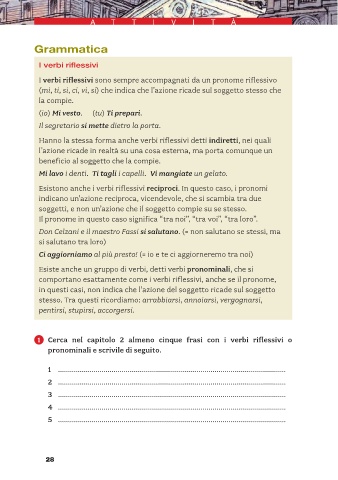 ATTIVITÀ
Grammatica
I verbi riflessivi
I verbi riflessivi sono sempre accompagnati da un pronome riflessivo
(mi, ti, si, ci, vi, si) che indica che l'azione ricade sul soggetto stesso che
la compie.
(io) Mi vesto. (tu) Ti prepari.
Il segretario si mette dietro la porta.
Hanno la stessa forma anche verbi riflessivi detti indiretti, nei quali
l'azione ricade in realtà su una cosa esterna, ma porta comunque un
beneficio al soggetto che la compie.
Mi lavo i denti. Ti tagli i capelli. Vi mangiate un gelato.
Esistono anche i verbi riflessivi reciproci. In questo caso, i pronomi
indicano un'azione reciproca, vicendevole, che si scambia tra due
soggetti, e non un'azione che il soggetto compie su se stesso.
Il pronome in questo caso significa "tra noi", "tra voi", "tra loro".
Don Celzani e il maestro Fassi si salutano. (= non salutano se stessi, ma
si salutano tra loro)
Ci aggiorniamo al più presto! (= io e te ci aggiorneremo tra noi)
Esiste anche un gruppo di verbi, detti verbi pronominali, che si
comportano esattamente come i verbi riflessivi, anche se il pronome,
in questi casi, non indica che l'azione del soggetto ricade sul soggetto
stesso. Tra questi ricordiamo: arrabbiarsi, annoiarsi, vergognarsi,
pentirsi, stupirsi, accorgersi.
1 Cerca nel capitolo 2 almeno cinque frasi con i verbi riflessivi o
pronominali e scrivile di seguito.
1
2
3
4
5
28